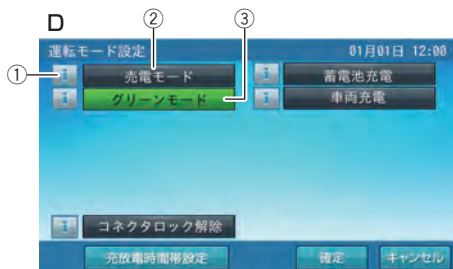 D
② ③
運転モード設定 01月01日 12:00
① i 売電モード i 蓄電池充電
i グリーンモード i 車両充電
i コネクタロック解除
充放電時間帯設定 確定 キャンセル